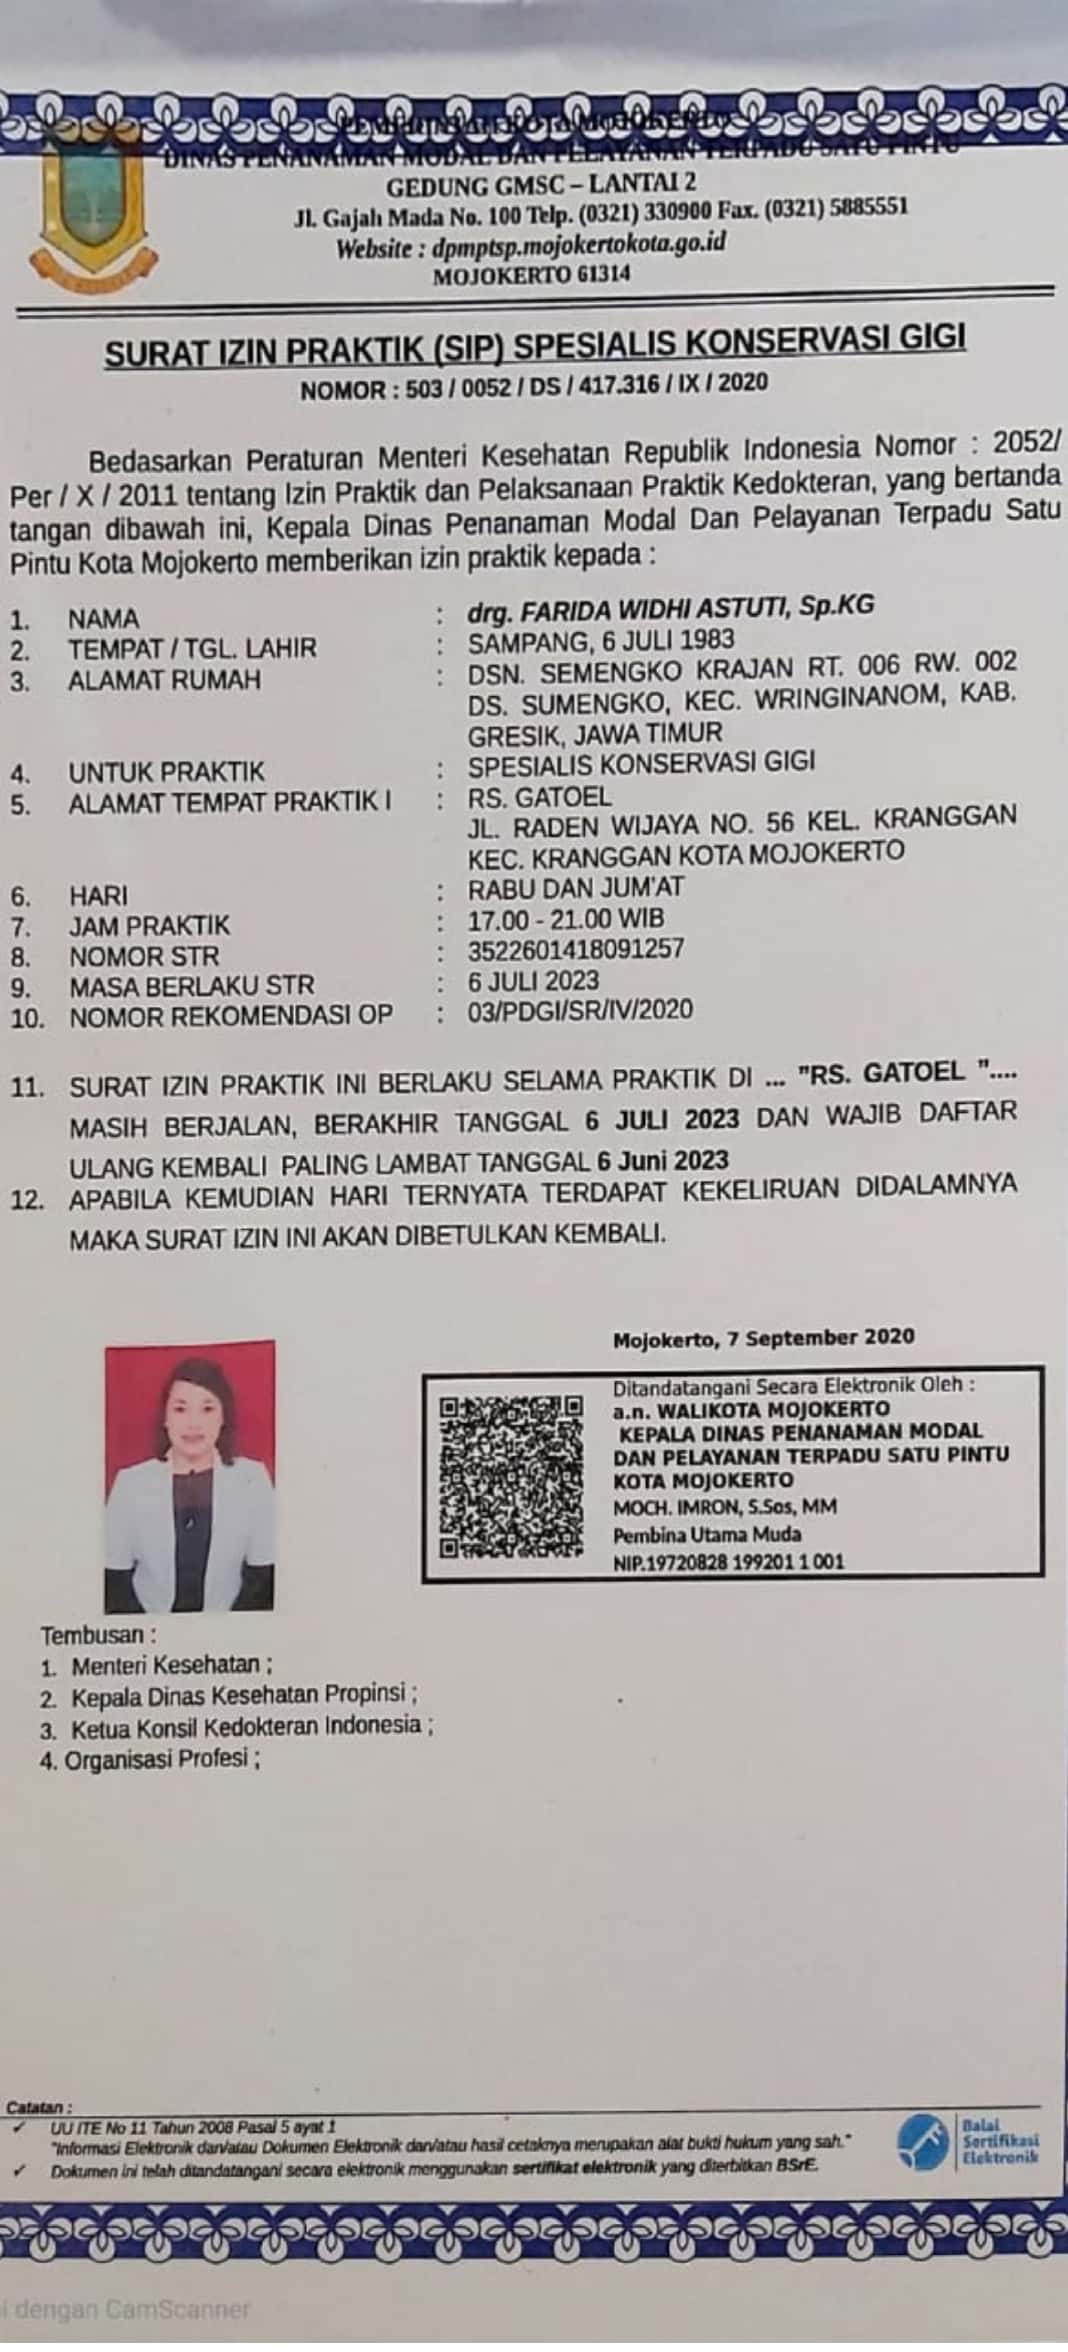 PEMERINTAH KOTA MOJOKERTO
DINAS PENANAMAN MODAL DAN PELAYANAN TERPADU SATU PINTU
GEDUNG GMSC – LANTAI 2
Jl. Gajah Mada No. 100 Telp. (0321) 330900 Fax. (0321) 5885551
Website : dpmptsp.mojokertokota.go.id
MOJOKERTO 61314
SURAT IZIN PRAKTIK (SIP) SPESIALIS KONSERVASI GIGI
NOMOR : 503 / 0052 / DS / 417.316 / IX / 2020
Bedasarkan Peraturan Menteri Kesehatan Republik Indonesia Nomor : 2052/
Per / X / 2011 tentang Izin Praktik dan Pelaksanaan Praktik Kedokteran, yang bertanda
tangan dibawah ini, Kepala Dinas Penanaman Modal Dan Pelayanan Terpadu Satu
Pintu Kota Mojokerto memberikan izin praktik kepada :
1. NAMA : drg. FARIDA WIDHI ASTUTI, Sp.KG
2. TEMPAT / TGL. LAHIR : SAMPANG, 6 JULI 1983
3. ALAMAT RUMAH : DSN. SEMENGKO KRAJAN RT. 006 RW. 002
DS. SUMENGKO, KEC. WRINGINANOM, KAB.
GRESIK, JAWA TIMUR
4. UNTUK PRAKTIK : SPESIALIS KONSERVASI GIGI
5. ALAMAT TEMPAT PRAKTIK I : RS. GATOEL
JL. RADEN WIJAYA NO. 56 KEL. KRANGGAN
KEC. KRANGGAN KOTA MOJOKERTO
6. HARI : RABU DAN JUM'AT
7. JAM PRAKTIK : 17.00 - 21.00 WIB
8. NOMOR STR : 3522601418091257
9. MASA BERLAKU STR : 6 JULI 2023
10. NOMOR REKOMENDASI OP : 03/PDGI/SR/IV/2020
11. SURAT IZIN PRAKTIK INI BERLAKU SELAMA PRAKTIK DI ... "RS. GATOEL "....
MASIH BERJALAN, BERAKHIR TANGGAL 6 JULI 2023 DAN WAJIB DAFTAR
ULANG KEMBALI PALING LAMBAT TANGGAL 6 Juni 2023
12. APABILA KEMUDIAN HARI TERNYATA TERDAPAT KEKELIRUAN DIDALAMNYA
MAKA SURAT IZIN INI AKAN DIBETULKAN KEMBALI.
Mojokerto, 7 September 2020
Ditandatangani Secara Elektronik Oleh :
a.n. WALIKOTA MOJOKERTO
KEPALA DINAS PENANAMAN MODAL
DAN PELAYANAN TERPADU SATU PINTU
KOTA MOJOKERTO
MOCH. IMRON, S.Sos, MM
Pembina Utama Muda
NIP.19720828 199201 1 001
Tembusan :
1. Menteri Kesehatan ;
2. Kepala Dinas Kesehatan Propinsi ;
3. Ketua Konsil Kedokteran Indonesia ;
4. Organisasi Profesi ;
Catatan :
✓ UU ITE No 11 Tahun 2008 Pasal 5 ayat 1
"Informasi Elektronik dan/atau Dokumen Elektronik dan/atau hasil cetaknya merupakan alat bukti hukum yang sah."
✓ Dokumen ini telah ditandatangani secara elektronik menggunakan sertifikat elektronik yang diterbitkan BSrE.
Balai
Sertifikasi
Elektronik
i dengan CamScanner